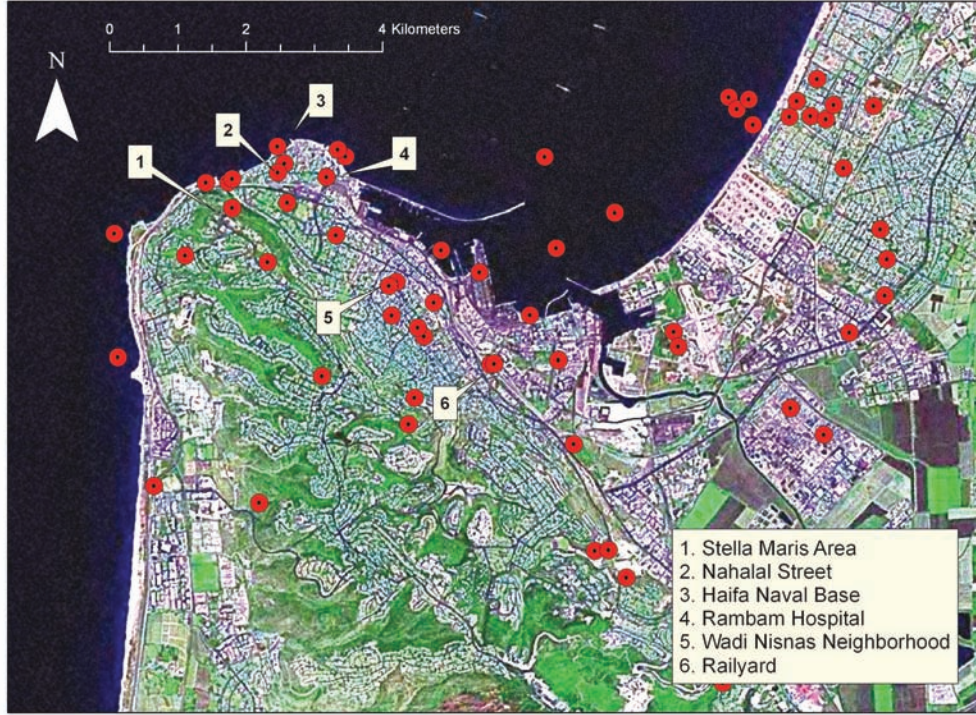 0 2 4 Kilometers
N
3
2
1
4
5
6
1. Stella Maris Area
2. Nahalal Street
3. Haifa Naval Base
4. Rambam Hospital
5. Wadi Nisnas Neighborhood
6. Railyard